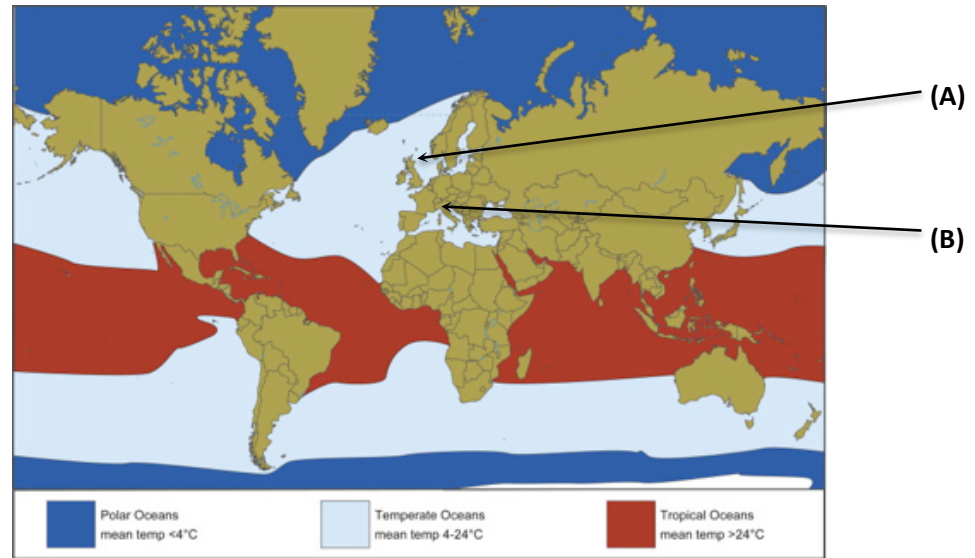 (A)
(B)
Polar Oceans
mean temp <4°C
Temperate Oceans
mean temp 4-24°C
Tropical Oceans
mean temp >24°C